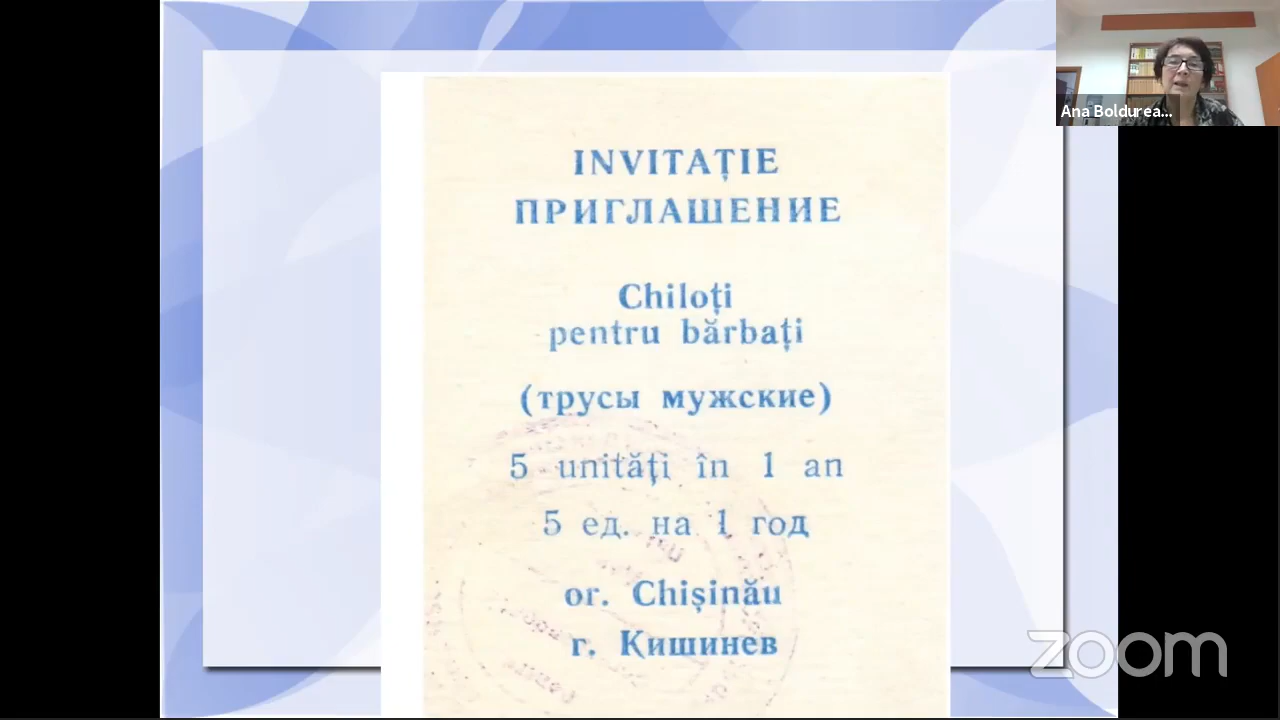 INVITAȚIE
ПРИГЛАШЕНИЕ
Chiloți
pentru bărbați
(трусы мужские)
5 unități în 1 an
5 ед. на 1 год
or. Chișinău
г. Кишинев
Ana Boldurea...
zoom